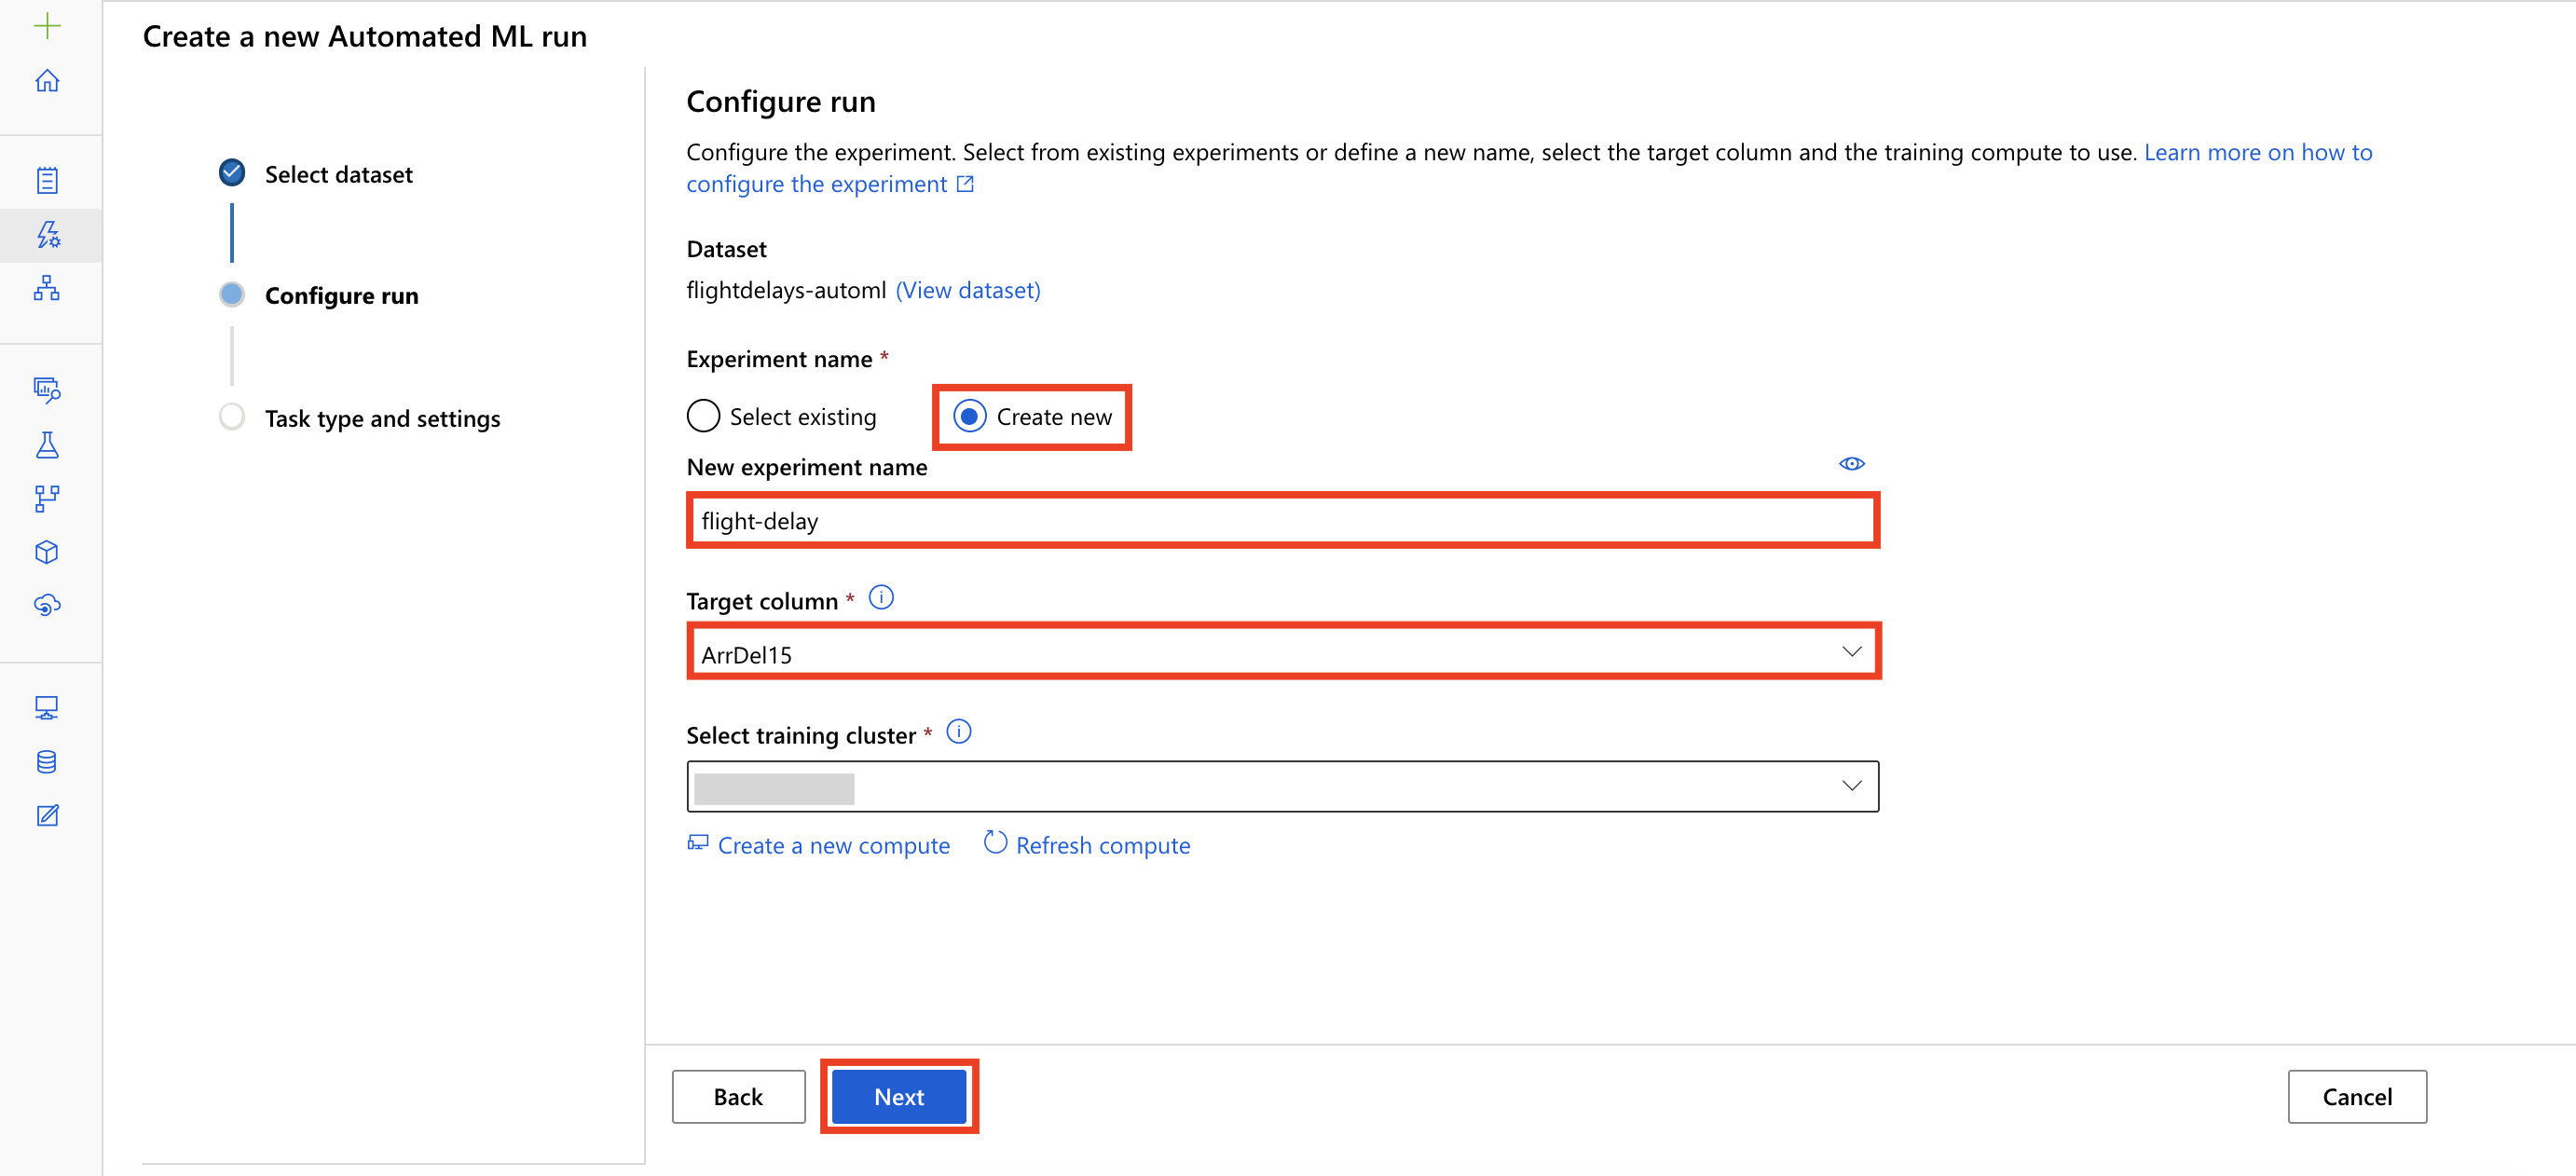 Create a new Automated ML run
Select dataset
Configure run
Task type and settings
Configure run
Configure the experiment. Select from existing experiments or define a new name, select the target column and the training compute to use. Learn more on how to
configure the experiment
Dataset
flightdelays-automl (View dataset)
Experiment name *
Select existing
Create new
New experiment name
flight-delay
Target column *
ArrDel15
Select training cluster *
Create a new compute
Refresh compute
Back
Next
Cancel